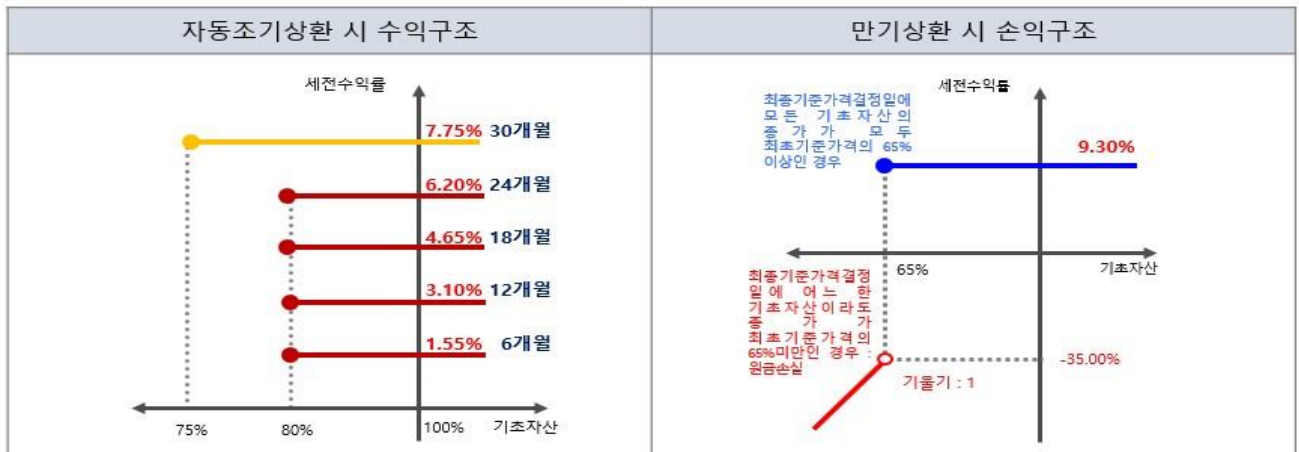 자동조기상환 시 수익구조
세전수익률
7.75% 30개월
6.20% 24개월
4.65% 18개월
3.10% 12개월
1.55% 6개월
75%
80%
100%
기초자산
만기상환 시 손익구조
세전수익률
최종기준가격결정일에
모든 기초자산의
종가가 모두
최초기준가격의 65%
이상인 경우
9.30%
65%
기초자산
최종기준가격결정
일에 어느 한
기초자산이라도
종가가
최초기준가격의
65%미만인 경우 :
원금손실
-35.00%
기울기 : 1